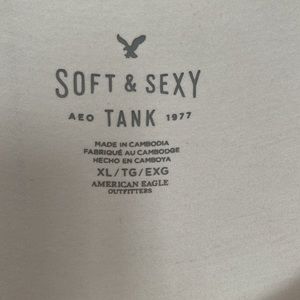 SOFT & SEXY
AEO TANK 1977
MADE IN CAMBODIA
FABRIQUÉ AU CAMBODGE
HECHO EN CAMBOYA
XL/TG/EXG
AMERICAN EAGLE
OUTFITTERS